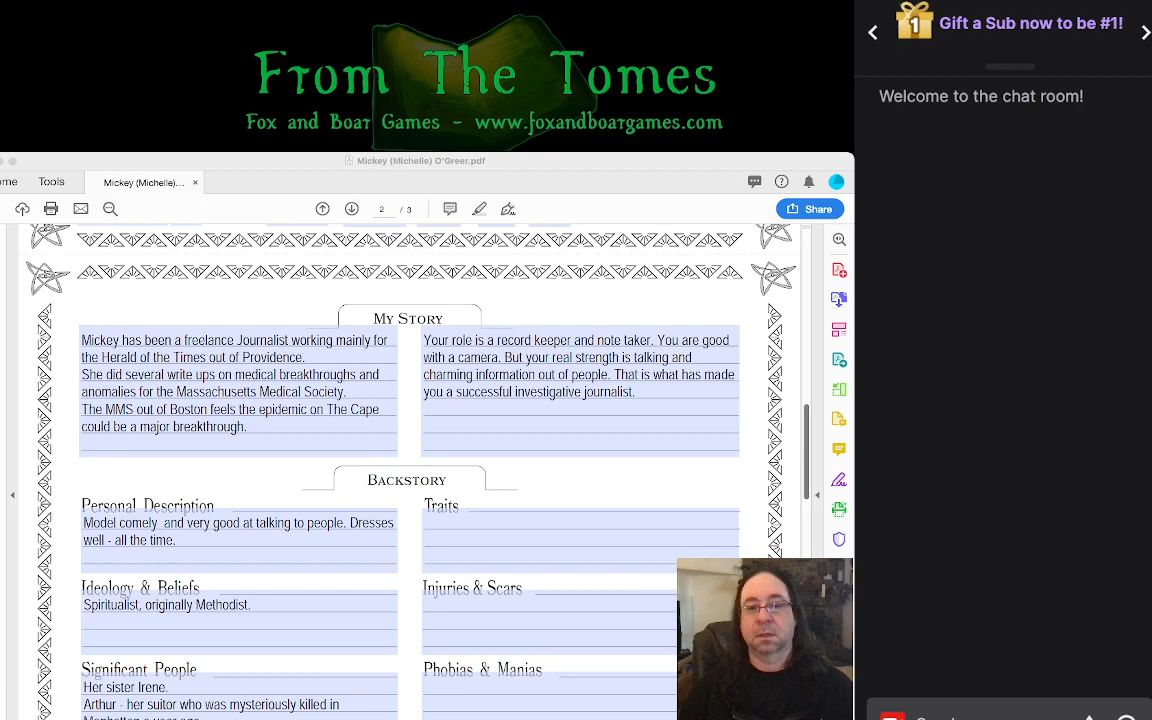 Gift a Sub now to be #1!
1
From The Tomes
Fox and Boar Games - www.foxandboargames.com
Welcome to the chat room!
Mickey (Michelle) O'Greer.pdf
ome
Tools
Mickey (Michelle)... ×
2 / 3
Share
My Story
Mickey has been a freelance Journalist working mainly for
the Herald of the Times out of Providence.
She did several write ups on medical breakthroughs and
anomalies for the Massachusetts Medical Society.
The MMS out of Boston feels the epidemic on The Cape
could be a major breakthrough.
Your role is a record keeper and note taker. You are good
with a camera. But your real strength is talking and
charming information out of people. That is what has made
you a successful investigative journalist.
Backstory
Personal Description
Model comely and very good at talking to people. Dresses
well - all the time.
Traits
Ideology & Beliefs
Spiritualist, originally Methodist.
Injuries & Scars
Significant People
Her sister Irene.
Arthur - her suitor who was mysteriously killed in
Manhattan a year ago
Phobias & Manias